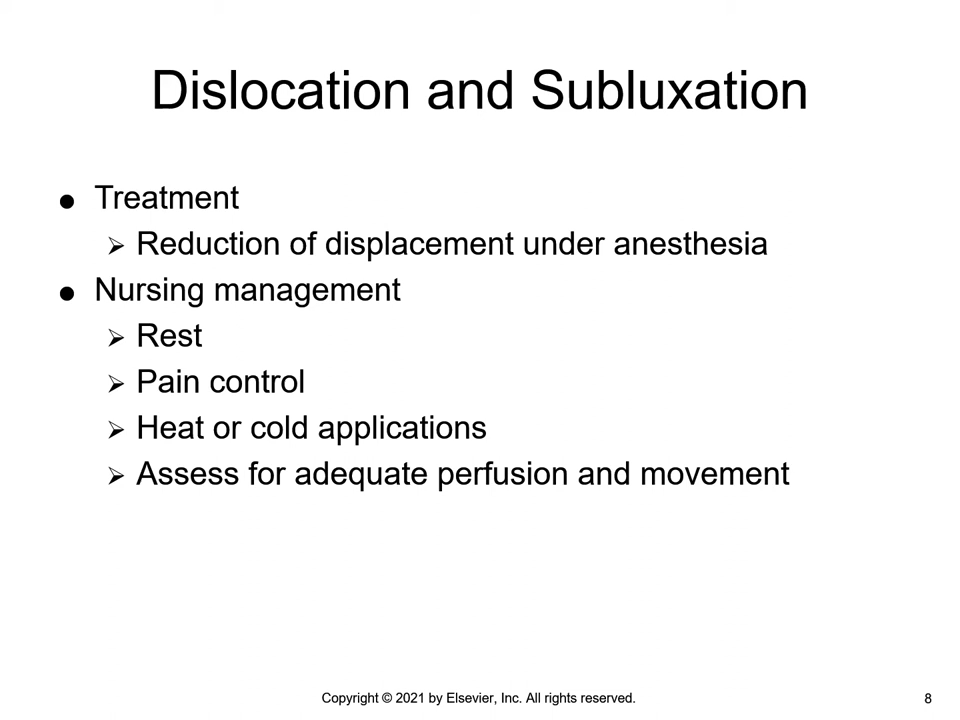 Dislocation and Subluxation
● Treatment
➢ Reduction of displacement under anesthesia
● Nursing management
➢ Rest
➢ Pain control
➢ Heat or cold applications
➢ Assess for adequate perfusion and movement
Copyright © 2021 by Elsevier, Inc. All rights reserved.
8